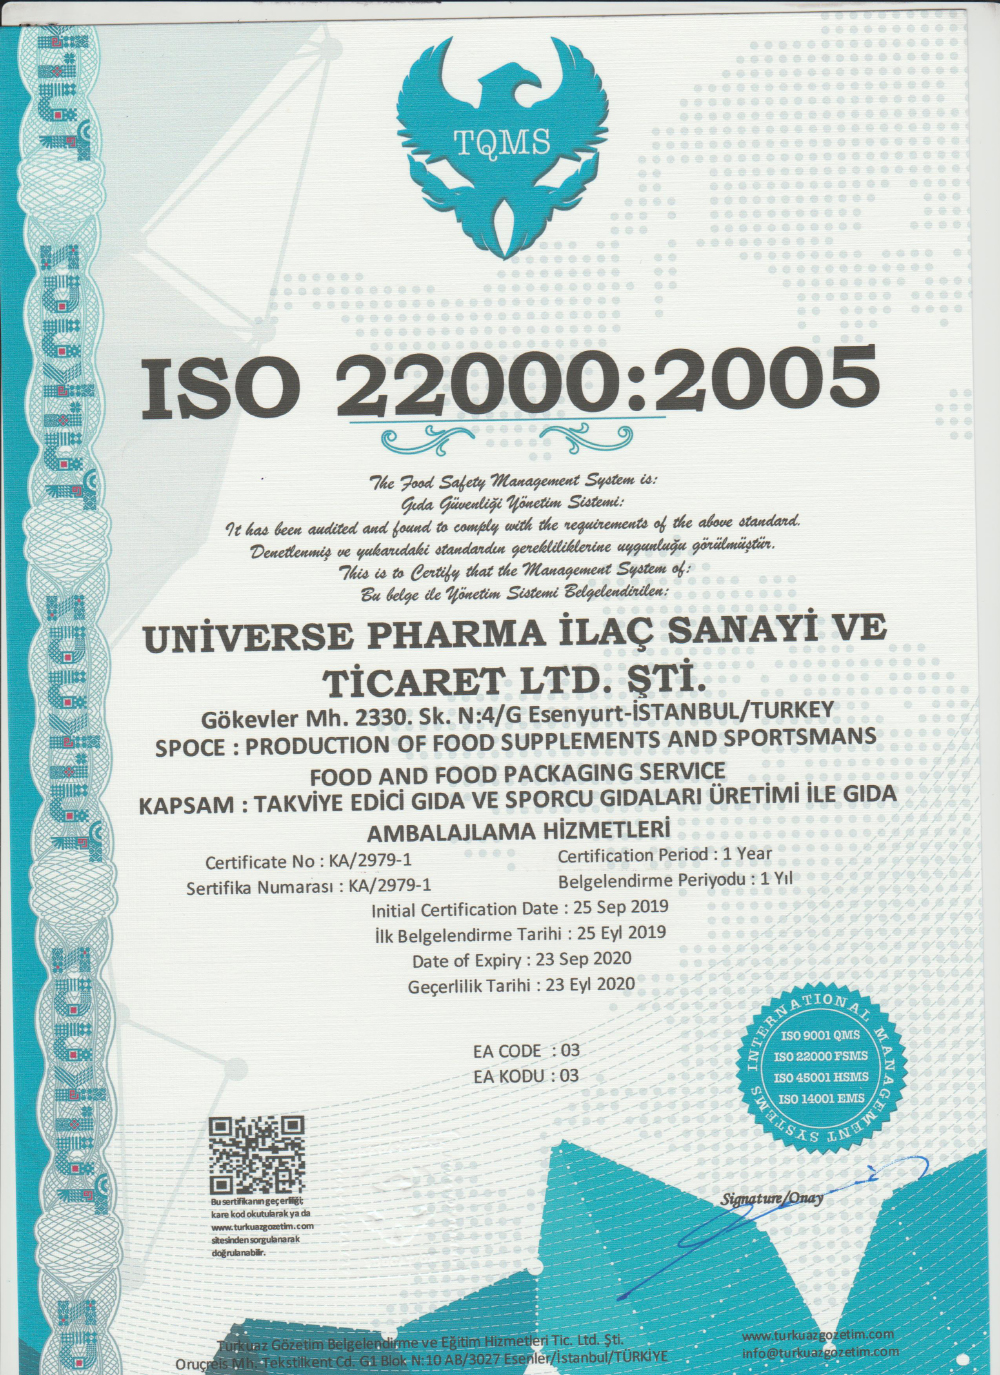 TQMS
ISO 22000:2005
The Food Safety Management System is:
Gıda Güvenliği Yönetim Sistemi:
It has been audited and found to comply with the requirements of the above standard.
Denetlenmiş ve yukarıdaki standardın gerekliliklerine uygunluğu görülmüştür.
This is to Certify that the Management System of:
Bu belge ile Yönetim Sistemi Belgelendirilen:
UNİVERSE PHARMA İLAÇ SANAYİ VE
TİCARET LTD. ŞTİ.
Gökevler Mh. 2330. Sk. N:4/G Esenyurt-İSTANBUL/TURKEY
SPOCE : PRODUCTION OF FOOD SUPPLEMENTS AND SPORTSMANS
FOOD AND FOOD PACKAGING SERVICE
KAPSAM : TAKVİYE EDİCİ GIDA VE SPORCU GIDALARI ÜRETİMİ İLE GIDA
AMBALAJLAMA HİZMETLERİ
Certificate No : KA/2979-1 Certification Period : 1 Year
Sertifika Numarası : KA/2979-1 Belgelendirme Periyodu : 1 Yıl
Initial Certification Date : 25 Sep 2019
İlk Belgelendirme Tarihi : 25 Eyl 2019
Date of Expiry : 23 Sep 2020
Geçerlilik Tarihi : 23 Eyl 2020
EA CODE : 03
EA KODU : 03
INTERNATIONAL MANAGEMENT SYSTEMS
ISO 9001 QMS
ISO 22000 FSMS
ISO 45001 HSMS
ISO 14001 EMS
Bu sertifikanın geçerliliği;
kare kod okutularak ya da
www.turkuazgozetim.com
sitesinden sorgulanarak
doğrulanabilir.
Signature/Onay
Turkuaz Gözetim Belgelendirme ve Eğitim Hizmetleri Tic. Ltd. Şti.
Oruçreis Mh. Tekstilkent Cd. G1 Blok N:10 AB/3027 Esenler/İstanbul/TÜRKİYE
www.turkuazgozetim.com
info@turkuazgozetim.com